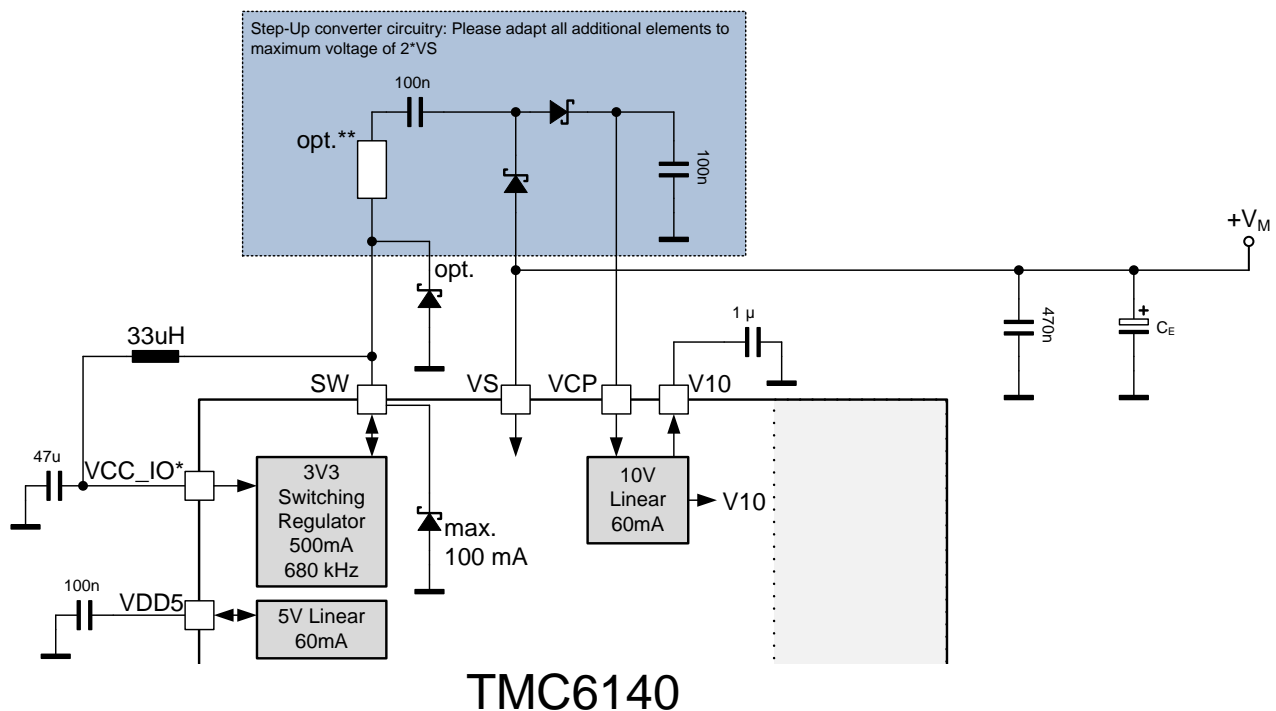 Step-Up converter circuitry: Please adapt all additional elements to
maximum voltage of 2*VS
100n
opt.**
100n
+VM
opt.
1 µ
470n
+
CE
33uH
SW
VS
VCP
V10
47u
VCC_IO*
3V3
Switching
Regulator
500mA
680 kHz
10V
Linear
60mA
V10
max.
100 mA
100n
VDD5
5V Linear
60mA
TMC6140